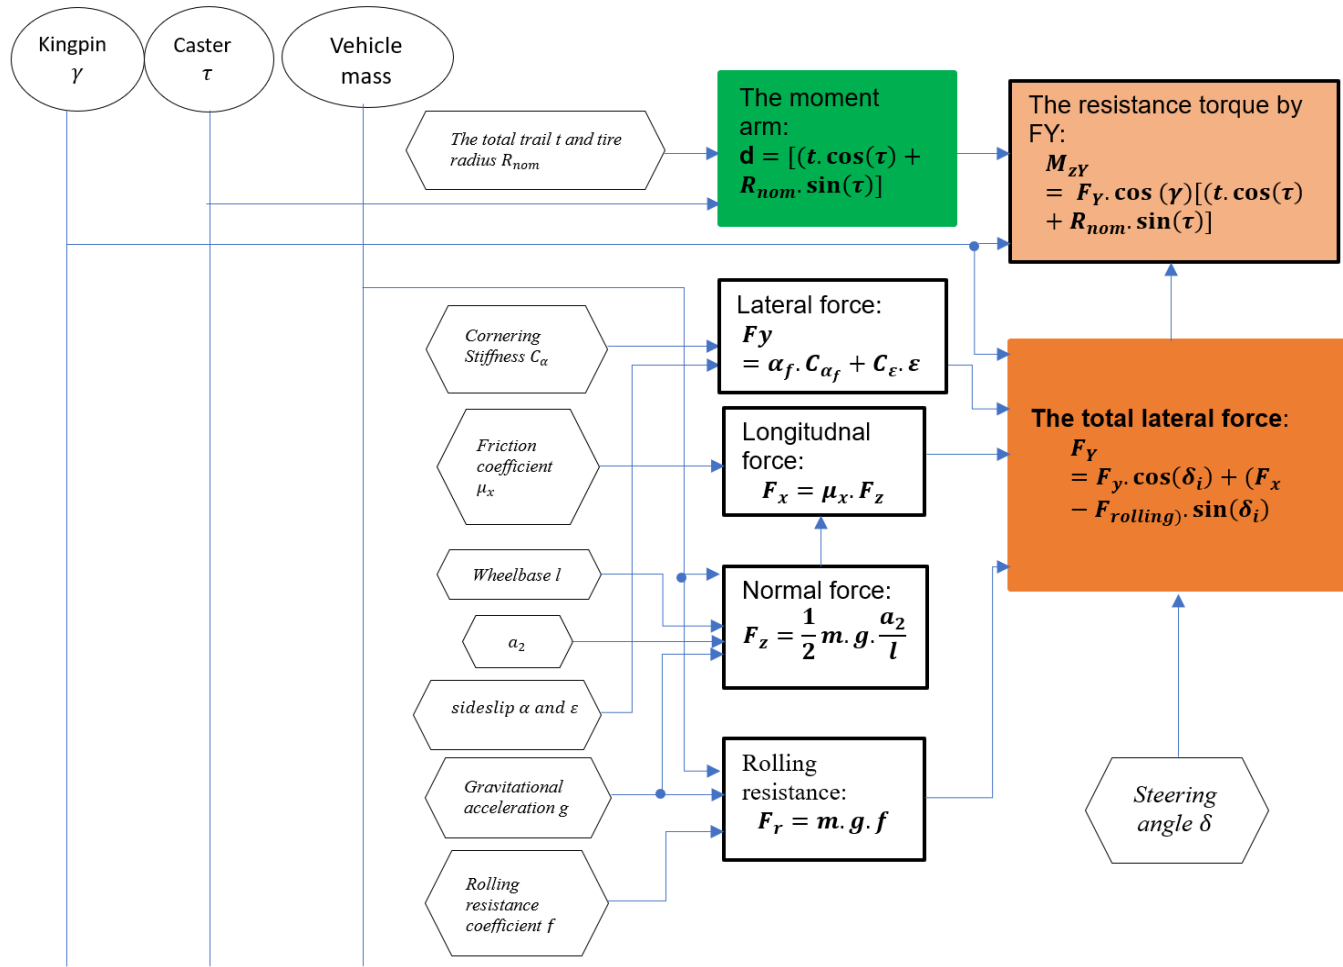 Kingpin
γ
Caster
τ
Vehicle
mass
The total trail t and tire
radius R_nom
The moment
arm:
d = [(t. cos(τ) +
R_nom. sin(τ)]
The resistance torque by
FY:
M_zY
= F_Y. cos (γ)[(t. cos(τ)
+ R_nom. sin(τ)]
Cornering
Stiffness C_α
Lateral force:
Fy
= α_f. C_α_f + C_ε. ε
Friction
coefficient
μ_x
Longitudnal
force:
F_x = μ_x. F_z
The total lateral force:
F_Y
= F_y. cos(δ_i) + (F_x
− F_rolling). sin(δ_i)
Wheelbase l
a_2
Normal force:
F_z = 1/2 m. g. a_2/l
sideslip α and ε
Gravitational
acceleration g
Rolling
resistance:
F_r = m. g. f
Rolling
resistance
coefficient f
Steering
angle δ